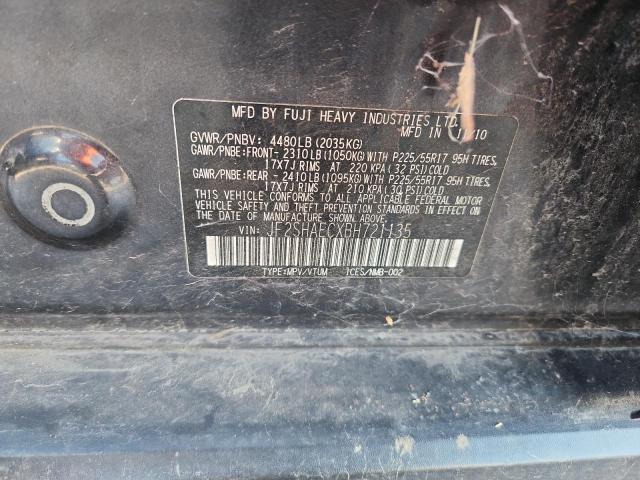 MFD BY FUJI HEAVY INDUSTRIES LTD.
MFD IN 11/10
GVWR/PNBV: 4480LB (2035KG)
GAWR/PNBE:FRONT- 2310LB(1050KG) WITH P225/55R17 95H TIRES,
17X7J RIMS AT 220 KPA ( 32 PSI) COLD
GAWR/PNBE:REAR - 2410LB(1095KG) WITH P225/55R17 95H TIRES,
17X7J RIMS AT 210 KPA ( 30 PSI) COLD
THIS VEHICLE CONFORMS TO ALL APPLICABLE FEDERAL MOTOR
VEHICLE SAFETY AND BUMPER STANDARDS IN EFFECT ON
THE DATE OF MANUFACTURE SHOWN ABOVE.
VIN: JF2SHAECXBH721135
TYPE:MPV/VTUM ICES/NMB-002